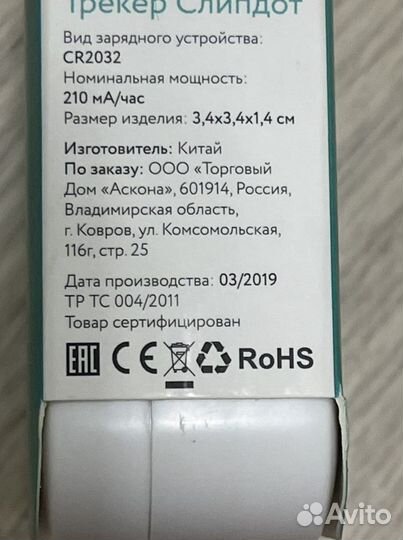 Трекер Слипдот
Вид зарядного устройства:
CR2032
Номинальная мощность:
210 мА/час
Размер изделия: 3,4х3,4х1,4 см
Изготовитель: Китай
По заказу: ООО «Торговый
Дом «Аскона», 601914, Россия,
Владимирская область,
г. Ковров, ул. Комсомольская,
116г, стр. 25
Дата производства: 03/2019
ТР ТС 004/2011
Товар сертифицирован
EAC CE RoHS
Avito